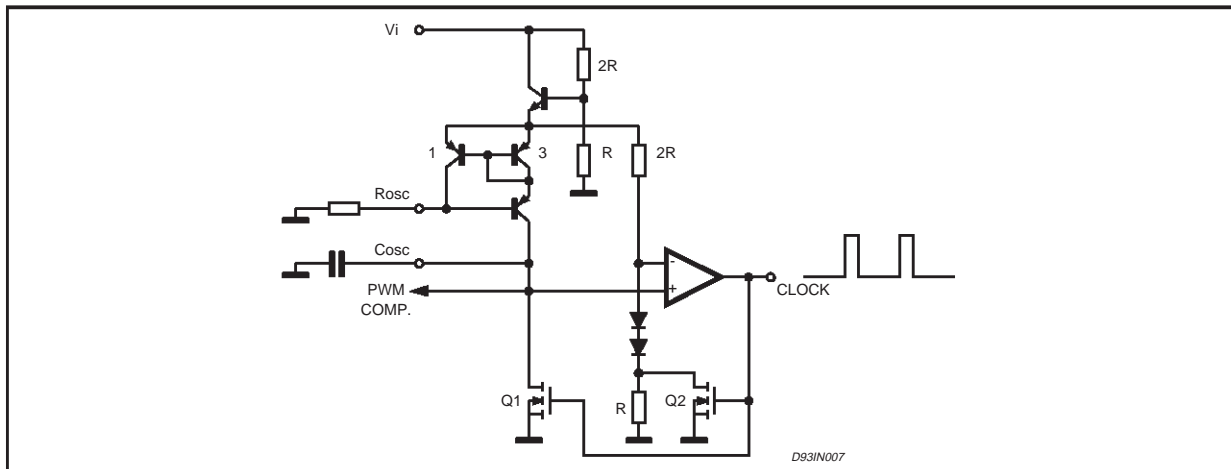 Vi
2R
1
3
R
2R
Rosc
Cosc
-
+
CLOCK
PWM
COMP.
Q1
R
Q2
D93IN007